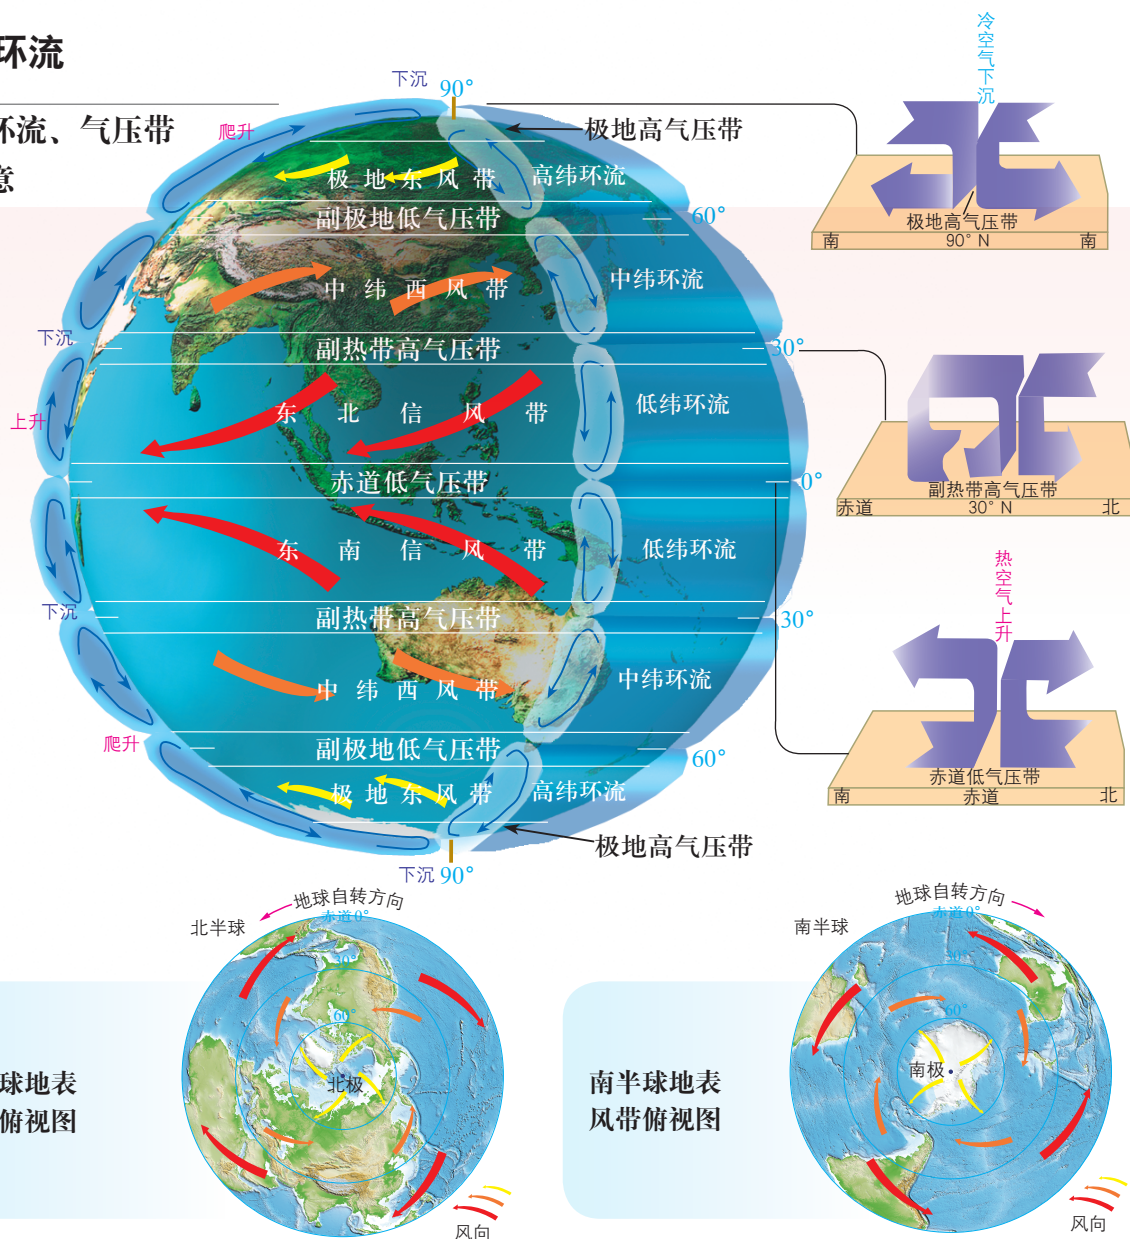 环流
环流、气压带
意
下沉
90°
爬升
极地高气压带
极地东风带
高纬环流
副极地低气压带
60°
中纬西风带
中纬环流
下沉
副热带高气压带
30°
上升
东北信风带
低纬环流
赤道低气压带
0°
东南信风带
低纬环流
下沉
副热带高气压带
30°
中纬西风带
中纬环流
爬升
副极地低气压带
60°
极地东风带
高纬环流
极地高气压带
下沉
90°
冷空气下沉
极地高气压带
南 90° N 南
副热带高气压带
赤道 30° N 北
热空气上升
赤道低气压带
南 赤道 北
球地表
俯视图
北半球
地球自转方向
赤道0°
30°
60°
北极
风向
南半球地表
风带俯视图
南半球
地球自转方向
赤道0°
30°
60°
南极
风向